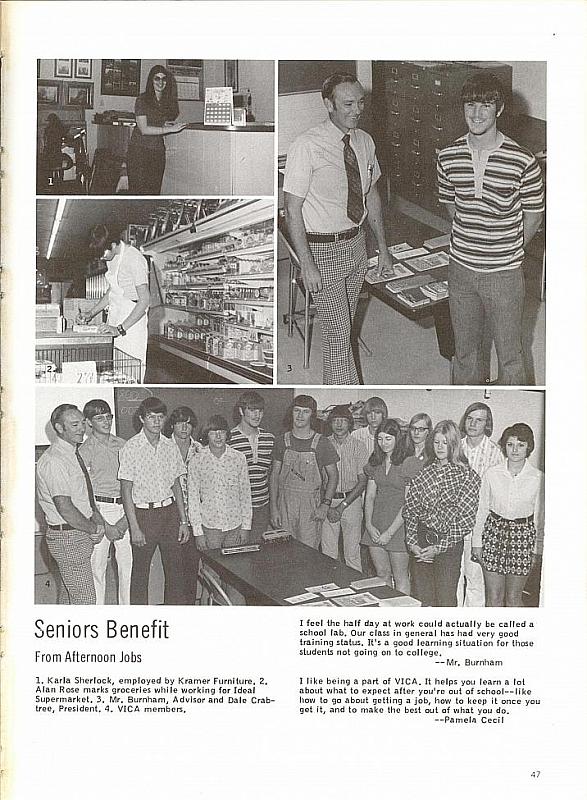 1
2
3
4
Seniors Benefit
From Afternoon Jobs
1. Karla Sherlock, employed by Kramer Furniture. 2.
Alan Rose marks groceries while working for Ideal
Supermarket. 3. Mr. Burnham, Advisor and Dale Crab-
tree, President. 4. VICA members.
I feel the half day at work could actually be called a
school lab. Our class in general has had very good
training status. It's a good learning situation for those
students not going on to college.
--Mr. Burnham
I like being a part of VICA. It helps you learn a lot
about what to expect after you're out of school--like
how to go about getting a job, how to keep it once you
get it, and to make the best out of what you do.
--Pamela Cecil
47